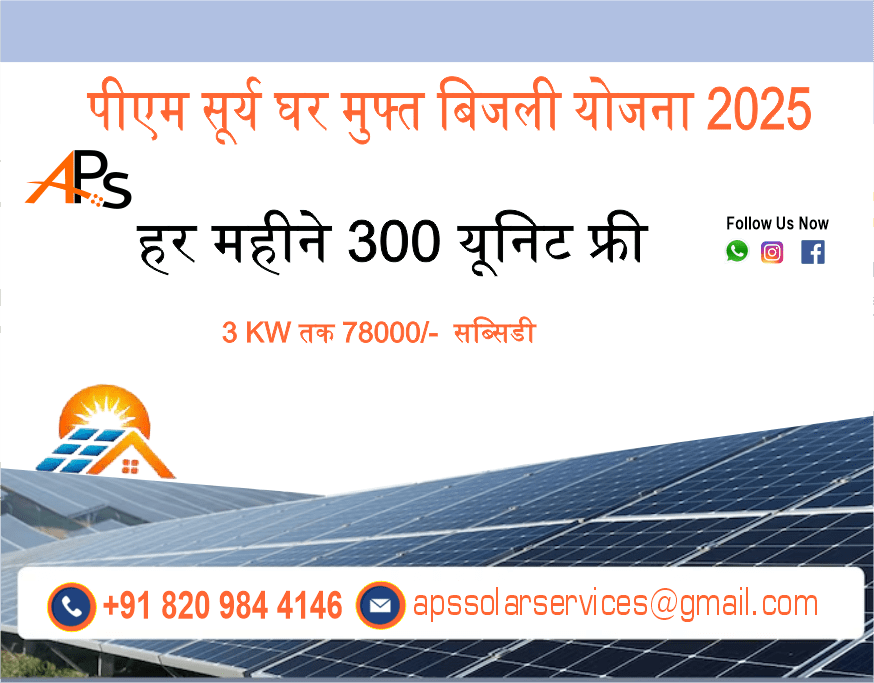 पीएम सूर्य घर मुफ्त बिजली योजना 2025
APs
हर महीने 300 यूनिट फ्री
Follow Us Now
3 KW तक 78000/- सब्सिडी
+91 820 984 4146
apssolarservices@gmail.com